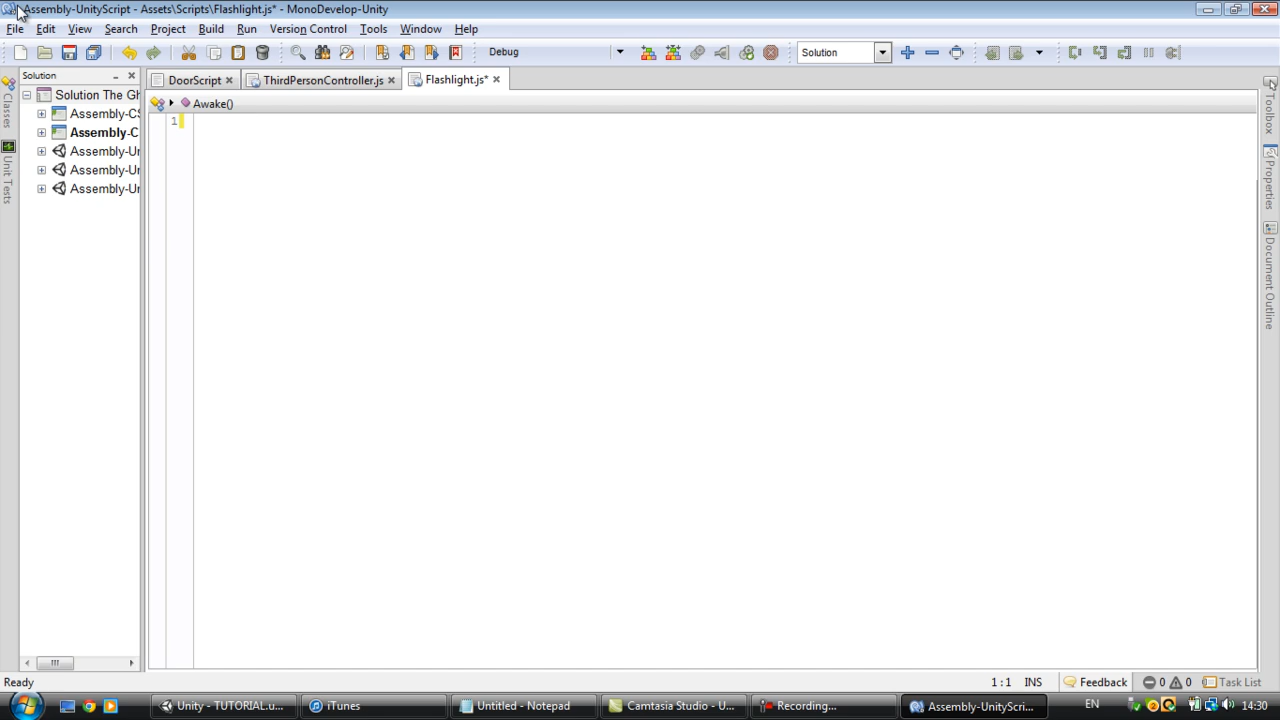 Assembly-UnityScript - Assets\Scripts\Flashlight.js* - MonoDevelop-Unity
File Edit View Search Project Build Run Version Control Tools Window Help
Debug Solution
Solution DoorScript ThirdPersonController.js Flashlight.js*
Classes
Unit Tests
Solution The Gh
Assembly-CS
Assembly-C
Assembly-Ur
Assembly-Ur
Assembly-Ur
Awake()
1
Toolbox
Properties
Document Outline
Ready 1 : 1 INS Feedback 0 0 Task List
Unity - TUTORIAL.u... iTunes Untitled - Notepad Camtasia Studio - U... Recording... Assembly-UnityScri... EN 14:30